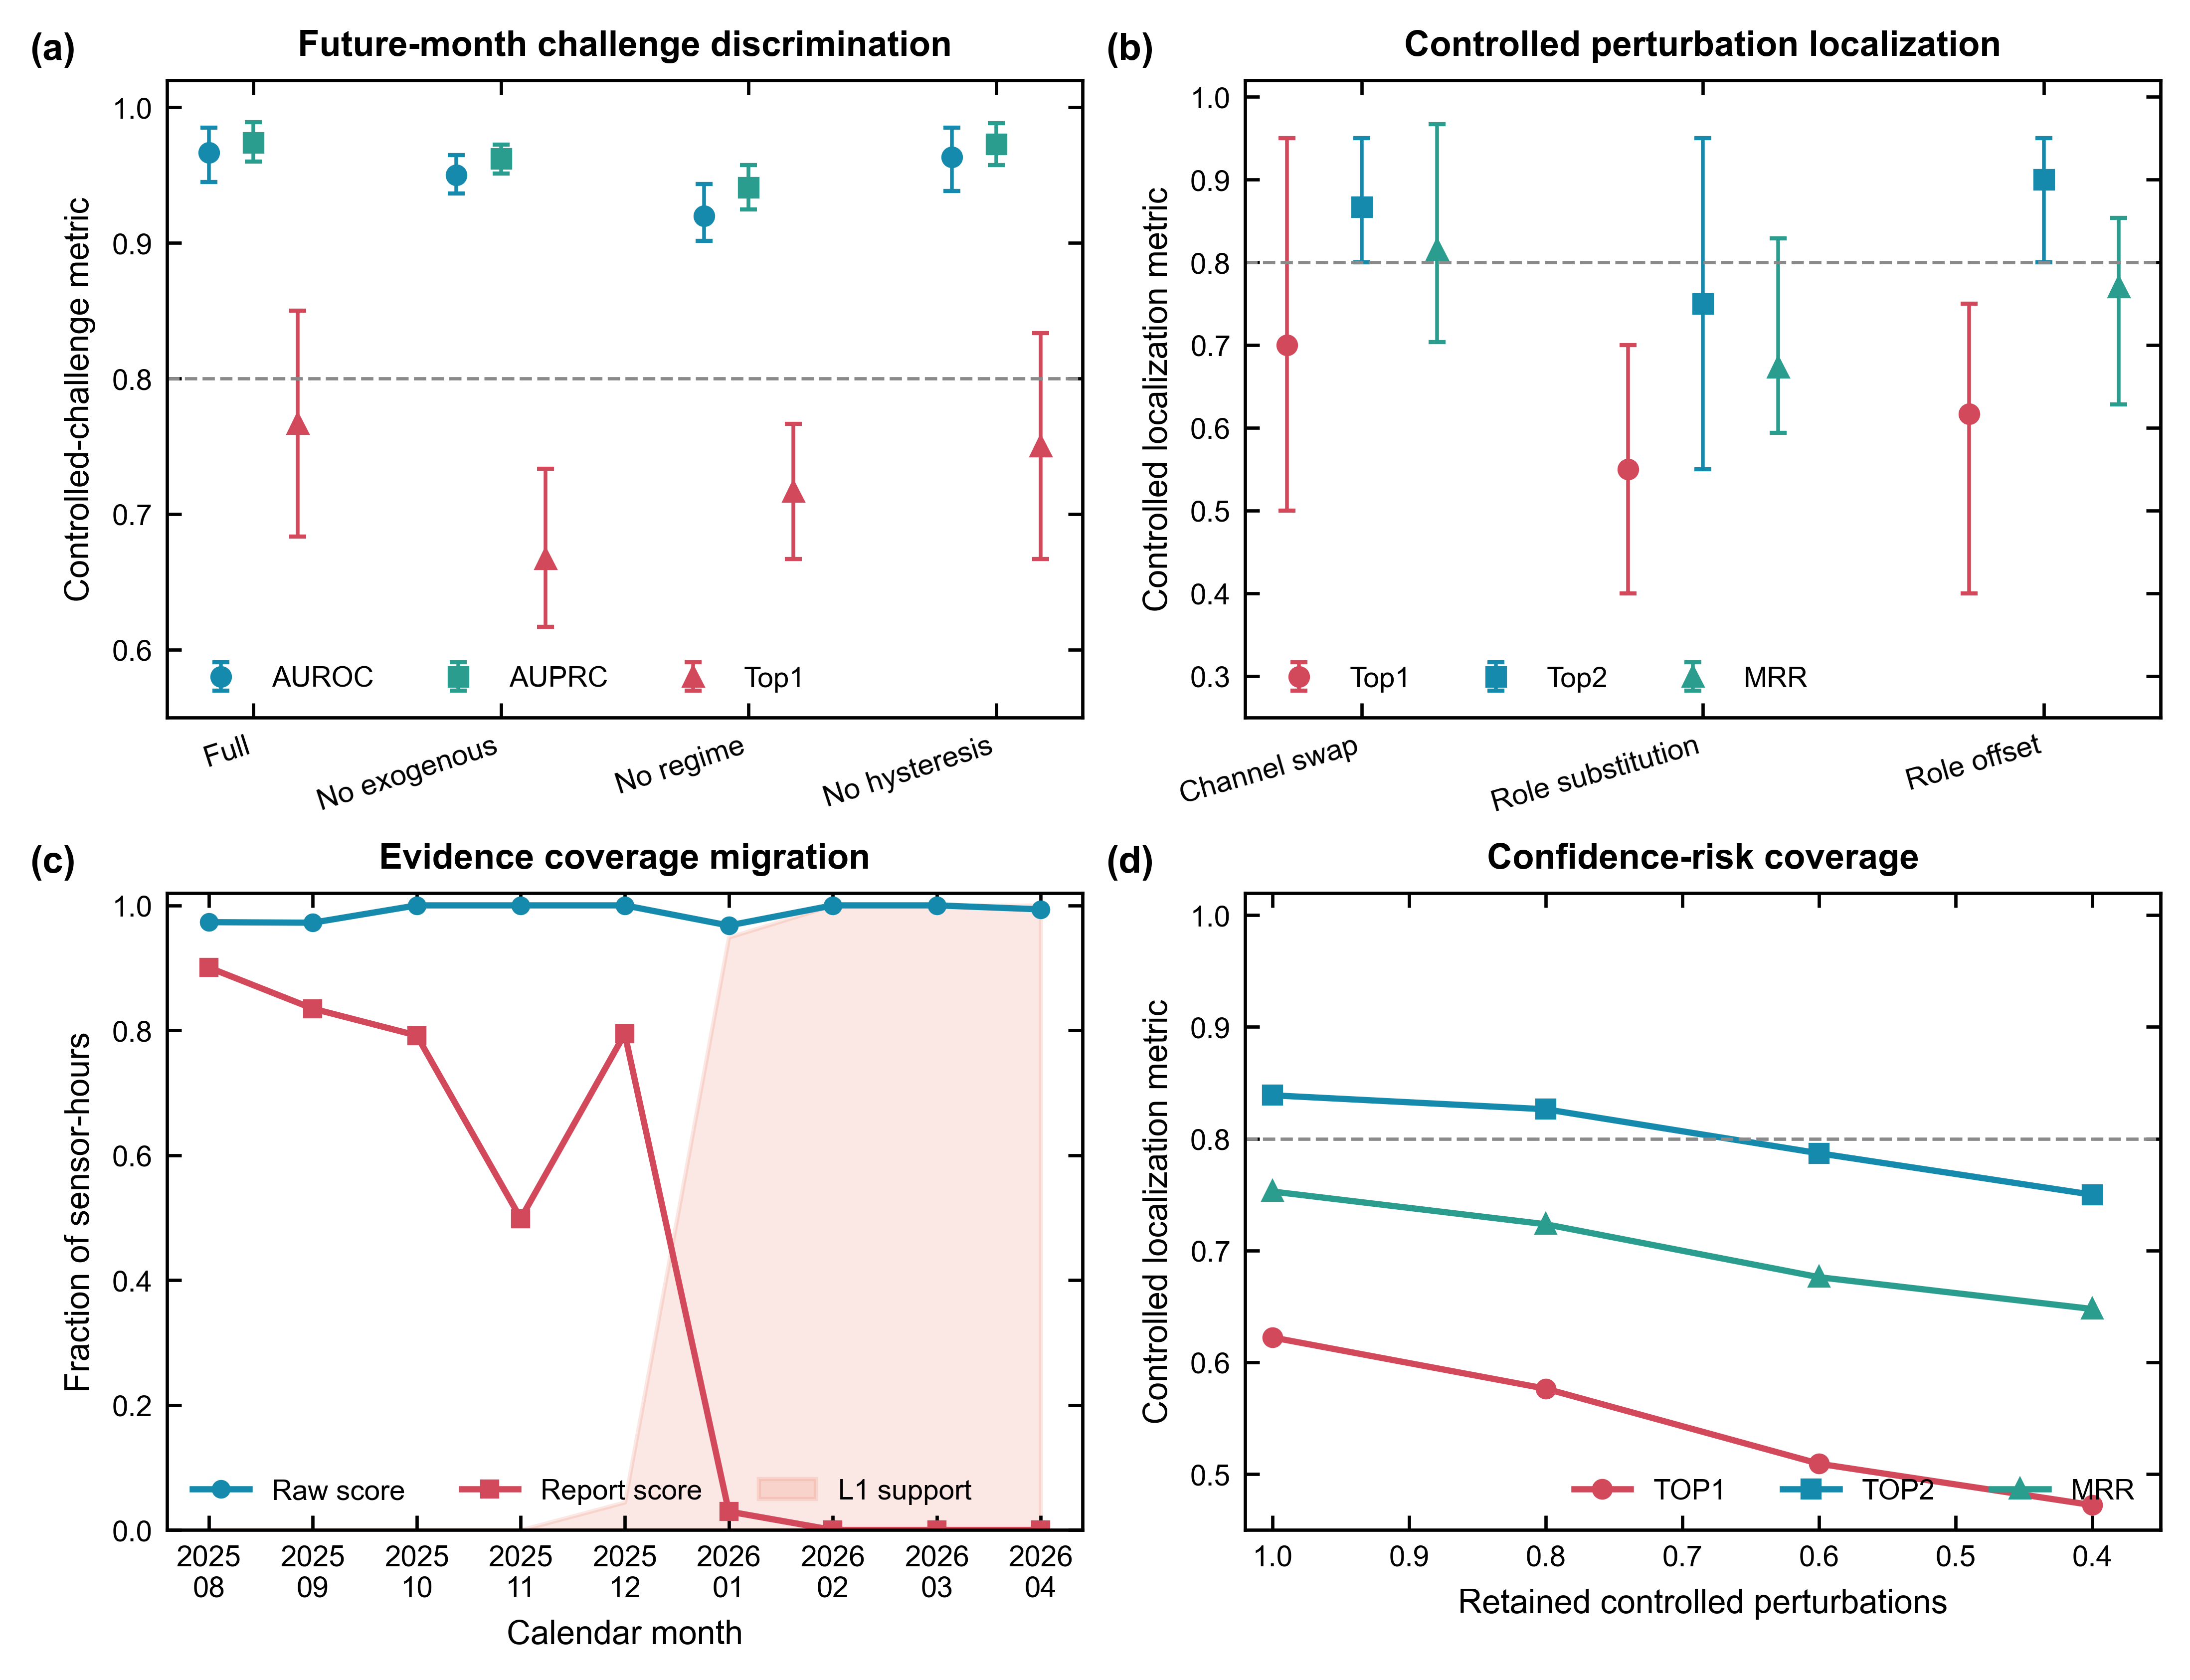 (a)
Future-month challenge discrimination
Controlled-challenge metric
1.0
0.9
0.8
0.7
0.6
AUROC
AUPRC
Top1
Full
No exogenous
No regime
No hysteresis
(b)
Controlled perturbation localization
Controlled localization metric
1.0
0.9
0.8
0.7
0.6
0.5
0.4
0.3
Top1
Top2
MRR
Channel swap
Role substitution
Role offset
(c)
Evidence coverage migration
Fraction of sensor-hours
1.0
0.8
0.6
0.4
0.2
0.0
Raw score
Report score
L1 support
2025
08
2025
09
2025
10
2025
11
2025
12
2026
01
2026
02
2026
03
2026
04
Calendar month
(d)
Confidence-risk coverage
Controlled localization metric
1.0
0.9
0.8
0.7
0.6
0.5
TOP1
TOP2
MRR
1.0
0.9
0.8
0.7
0.6
0.5
0.4
Retained controlled perturbations